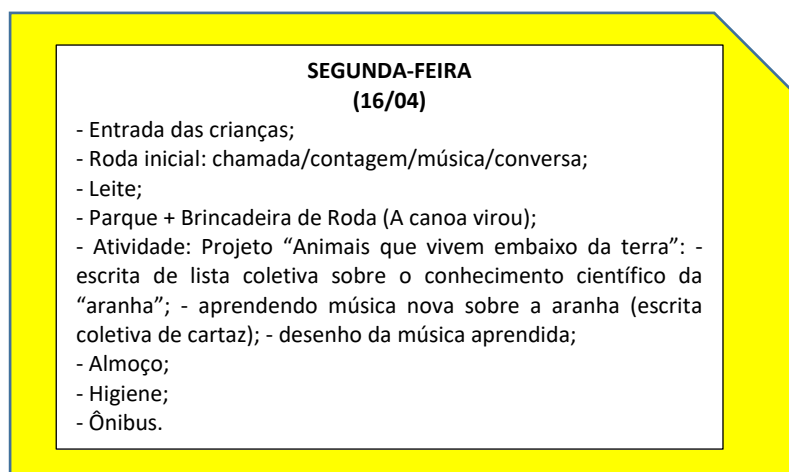 SEGUNDA-FEIRA
(16/04)
- Entrada das crianças;
- Roda inicial: chamada/contagem/música/conversa;
- Leite;
- Parque + Brincadeira de Roda (A canoa virou);
- Atividade: Projeto “Animais que vivem embaixo da terra”: -
escrita de lista coletiva sobre o conhecimento científico da
“aranha”; - aprendendo música nova sobre a aranha (escrita
coletiva de cartaz); - desenho da música aprendida;
- Almoço;
- Higiene;
- Ônibus.